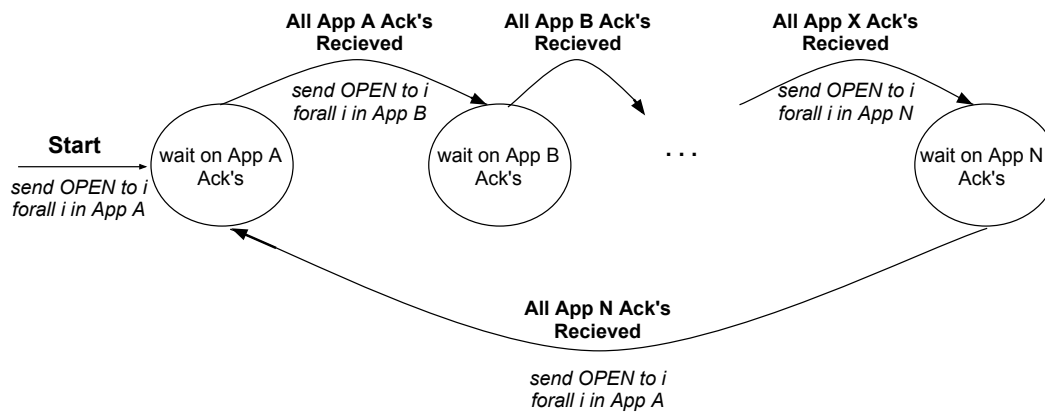 All App A Ack's
Recieved
All App B Ack's
Recieved
All App X Ack's
Recieved
send OPEN to i
forall i in App B
send OPEN to i
forall i in App N
Start
send OPEN to i
forall i in App A
wait on App A
Ack's
wait on App B
Ack's
. . .
wait on App N
Ack's
All App N Ack's
Recieved
send OPEN to i
forall i in App A